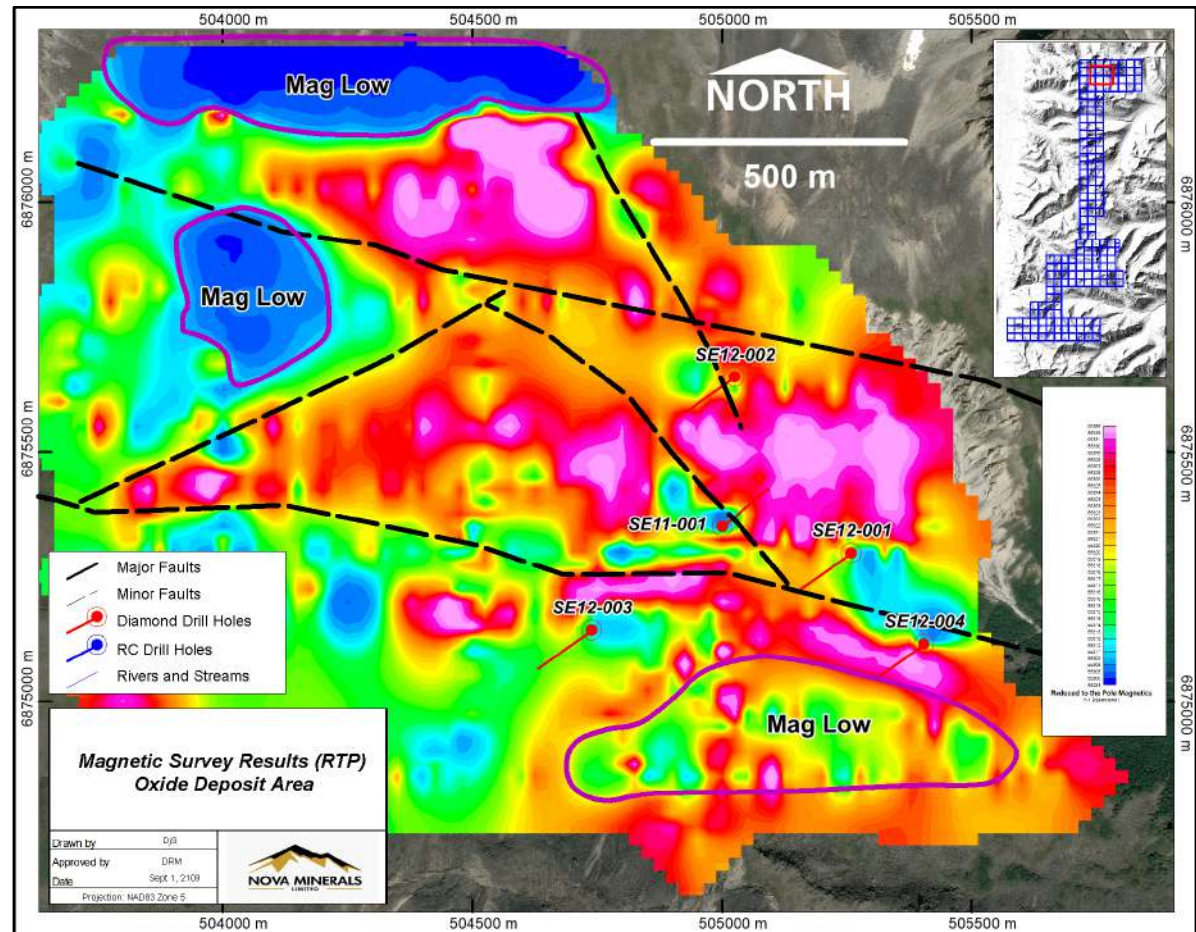 504000 m
504500 m
505000 m
505500 m
Mag Low
NORTH
500 m
6876000 m
6876000 m
Mag Low
SE12-002
6875500 m
6875500 m
SE11-001
SE12-001
Major Faults
Minor Faults
Diamond Drill Holes
RC Drill Holes
Rivers and Streams
SE12-003
SE12-004
Reduced to the Pole Magnetics
6875000 m
6875000 m
Mag Low
Magnetic Survey Results (RTP)
Oxide Deposit Area
Drawn by
Approved by DRM
Date Sept 1, 2109
Projection: NAD83 Zone 5
NOVA MINERALS
LIMITED
504000 m
504500 m
505000 m
505500 m